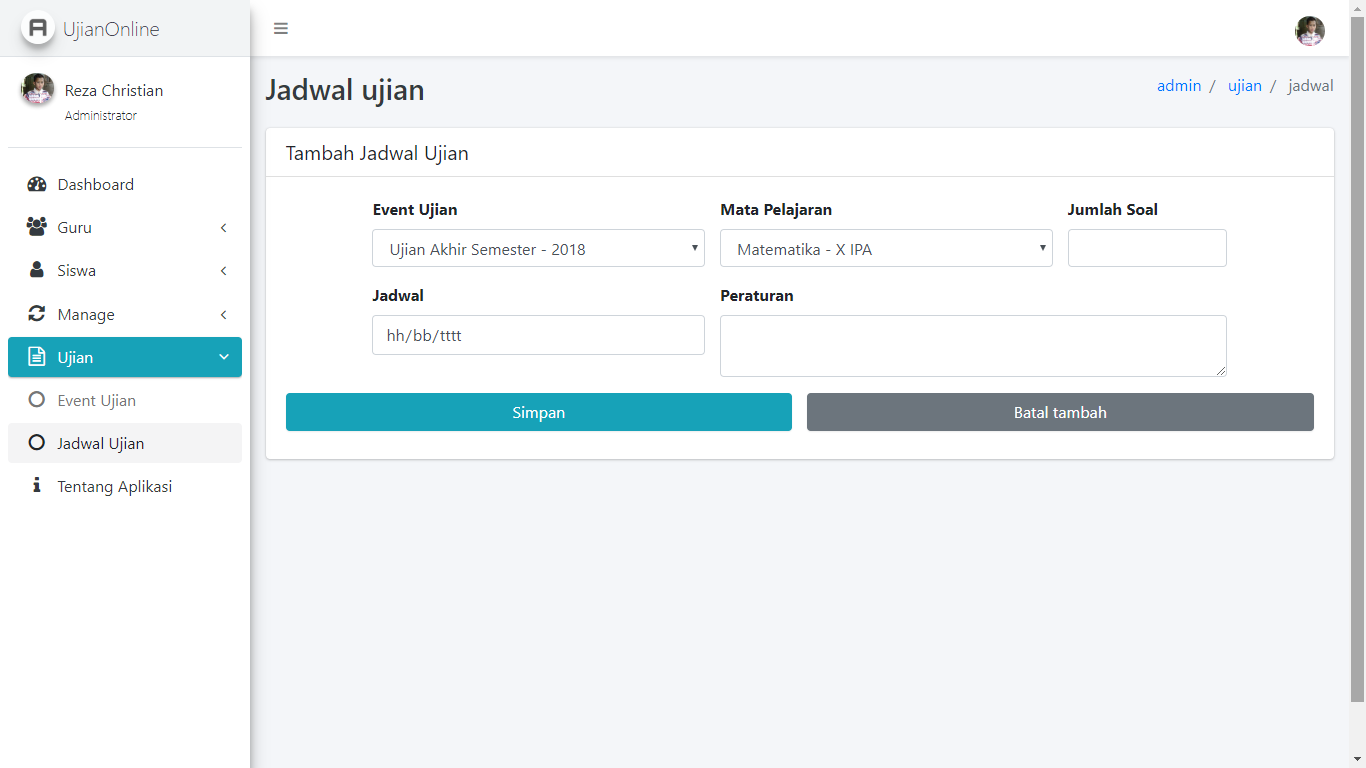 UjianOnline
Reza Christian
Administrator
Dashboard
Guru
Siswa
Manage
Ujian
Event Ujian
Jadwal Ujian
Tentang Aplikasi
Jadwal ujian
admin / ujian / jadwal
Tambah Jadwal Ujian
Event Ujian Mata Pelajaran Jumlah Soal
Ujian Akhir Semester - 2018 Matematika - X IPA
Jadwal Peraturan
hh/bb/tttt
Simpan Batal tambah